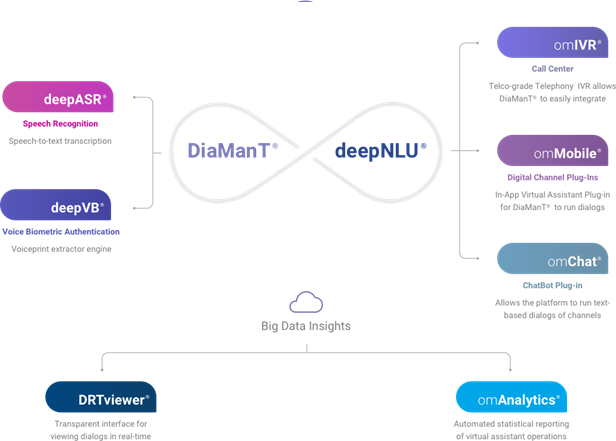 deepASR®
Speech Recognition
Speech-to-text transcription
deepVB®
Voice Biometric Authentication
Voiceprint extractor engine
DiaManT®
deepNLU®
omIVR®
Call Center
Telco-grade Telephony IVR allows
DiaManT® to easily integrate
omMobile®
Digital Channel Plug-Ins
In-App Virtual Assistant Plug-in
for DiaManT® to run dialogs
omChat®
ChatBot Plug-in
Allows the platform to run text-
based dialogs of channels
Big Data Insights
DRTviewer®
Transparent interface for
viewing dialogs in real-time
omAnalytics®
Automated statistical reporting
of virtual assistant operations